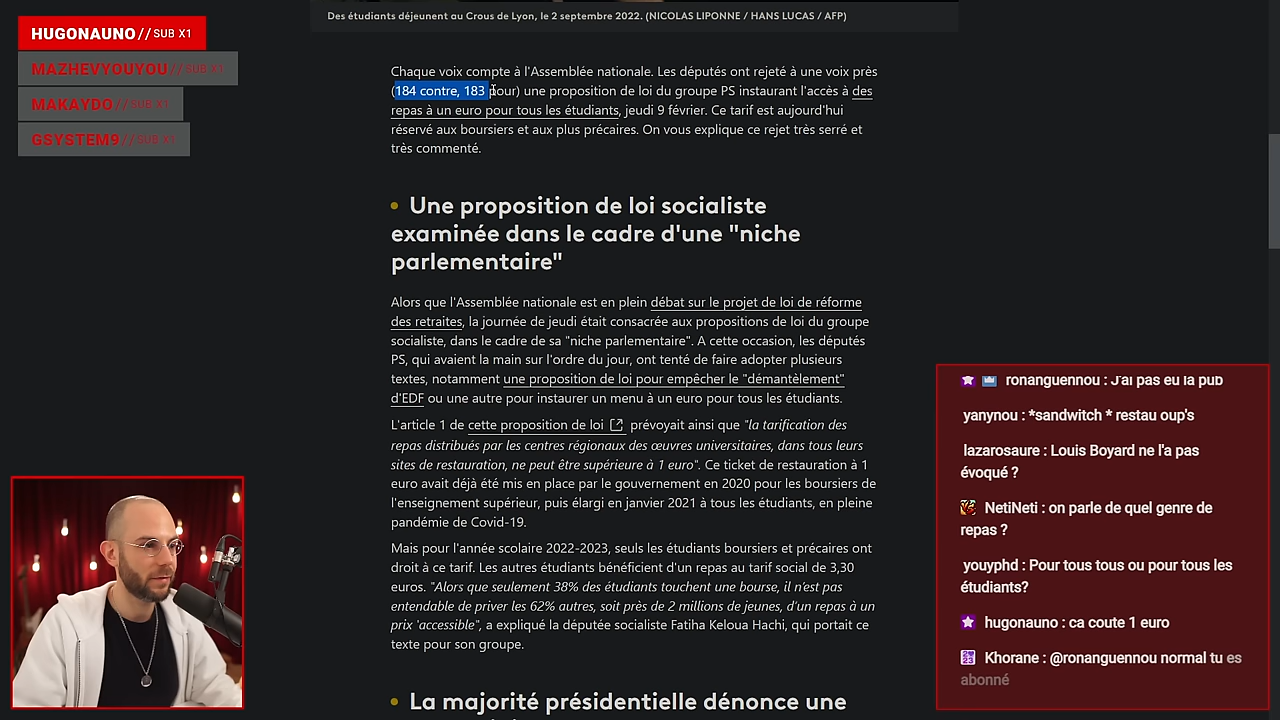 HUGONAUNO // SUB X1
MAZHEVYOUYOU // SUB X1
MAKAYDO // SUB X1
GSYSTEM9 // SUB X1
Des étudiants déjeunent au Crous de Lyon, le 2 septembre 2022. (NICOLAS LIPONNE / HANS LUCAS / AFP)
Chaque voix compte à l'Assemblée nationale. Les députés ont rejeté à une voix près
(184 contre, 183 pour) une proposition de loi du groupe PS instaurant l'accès à des
repas à un euro pour tous les étudiants, jeudi 9 février. Ce tarif est aujourd'hui
réservé aux boursiers et aux plus précaires. On vous explique ce rejet très serré et
très commenté.
• Une proposition de loi socialiste
examinée dans le cadre d'une "niche
parlementaire"
Alors que l'Assemblée nationale est en plein débat sur le projet de loi de réforme
des retraites, la journée de jeudi était consacrée aux propositions de loi du groupe
socialiste, dans le cadre de sa "niche parlementaire". A cette occasion, les députés
PS, qui avaient la main sur l'ordre du jour, ont tenté de faire adopter plusieurs
textes, notamment une proposition de loi pour empêcher le "démantèlement"
d'EDF ou une autre pour instaurer un menu à un euro pour tous les étudiants.
L'article 1 de cette proposition de loi prévoyait ainsi que "la tarification des
repas distribués par les centres régionaux des œuvres universitaires, dans tous leurs
sites de restauration, ne peut être supérieure à 1 euro". Ce ticket de restauration à 1
euro avait déjà été mis en place par le gouvernement en 2020 pour les boursiers de
l'enseignement supérieur, puis élargi en janvier 2021 à tous les étudiants, en pleine
pandémie de Covid-19.
Mais pour l'année scolaire 2022-2023, seuls les étudiants boursiers et précaires ont
droit à ce tarif. Les autres étudiants bénéficient d'un repas au tarif social de 3,30
euros. "Alors que seulement 38% des étudiants touchent une bourse, il n'est pas
entendable de priver les 62% autres, soit près de 2 millions de jeunes, d'un repas à un
prix 'accessible", a expliqué la députée socialiste Fatiha Keloua Hachi, qui portait ce
texte pour son groupe.
• La majorité présidentielle dénonce une
ronanguennou : J'ai pas eu la pub
yanynou : *sandwitch * restau oup's
lazarosaure : Louis Boyard ne l'a pas
évoqué ?
NetiNeti : on parle de quel genre de
repas ?
youyphd : Pour tous tous ou pour tous les
étudiants?
hugonauno : ca coute 1 euro
Khorane : @ronanguennou normal tu es
abonné